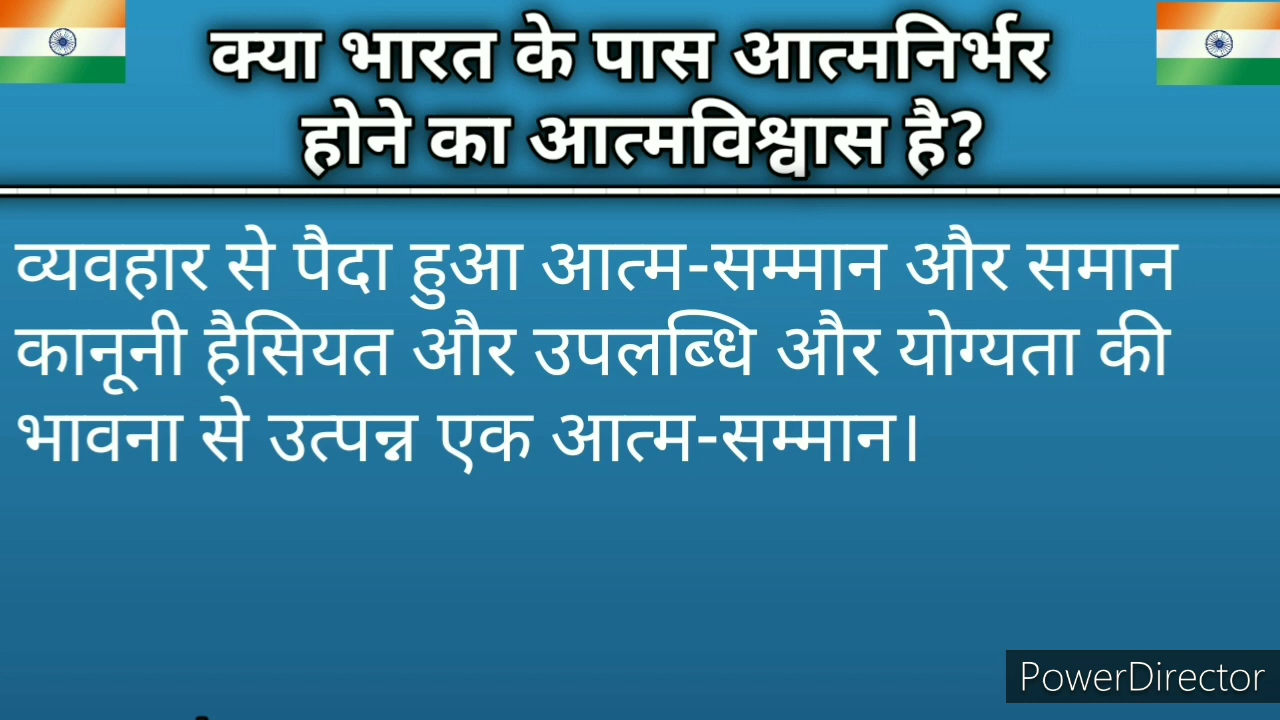 क्या भारत के पास आत्मनिर्भर
होने का आत्मविश्वास है?
व्यवहार से पैदा हुआ आत्म-सम्मान और समान
कानूनी हैसियत और उपलब्धि और योग्यता की
भावना से उत्पन्न एक आत्म-सम्मान।
PowerDirector